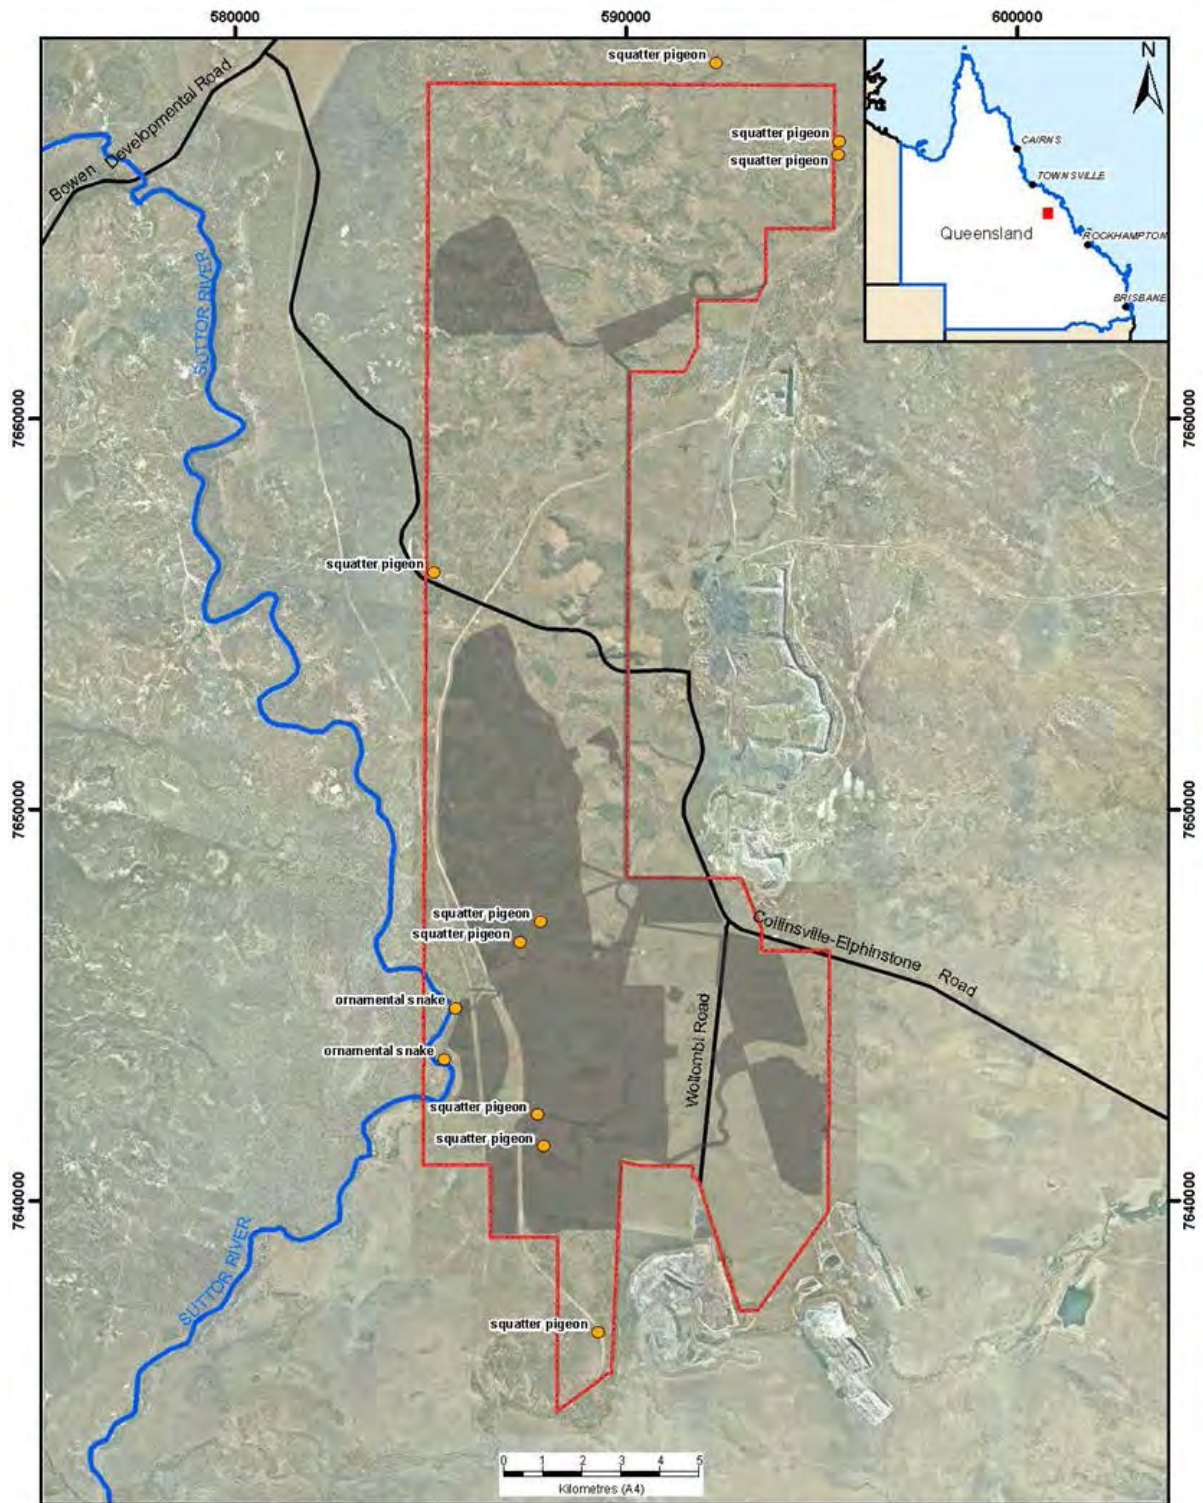 580000
590000
600000
squatter pigeon
N
Bowen Developmental Road
squatter pigeon
squatter pigeon
CAIRNS
TOWNSVILLE
Queensland
ROCKHAMPTON
BRISBANE
SUTTOR RIVER
7660000
7660000
squatter pigeon
7650000
7650000
squatter pigeon
squatter pigeon
Collinsville-Elphinstone Road
ornamental snake
Wollombi Road
ornamental snake
squatter pigeon
squatter pigeon
7640000
7640000
SUTTOR RIVER
squatter pigeon
0 1 2 3 4 5
Kilometres (A4)